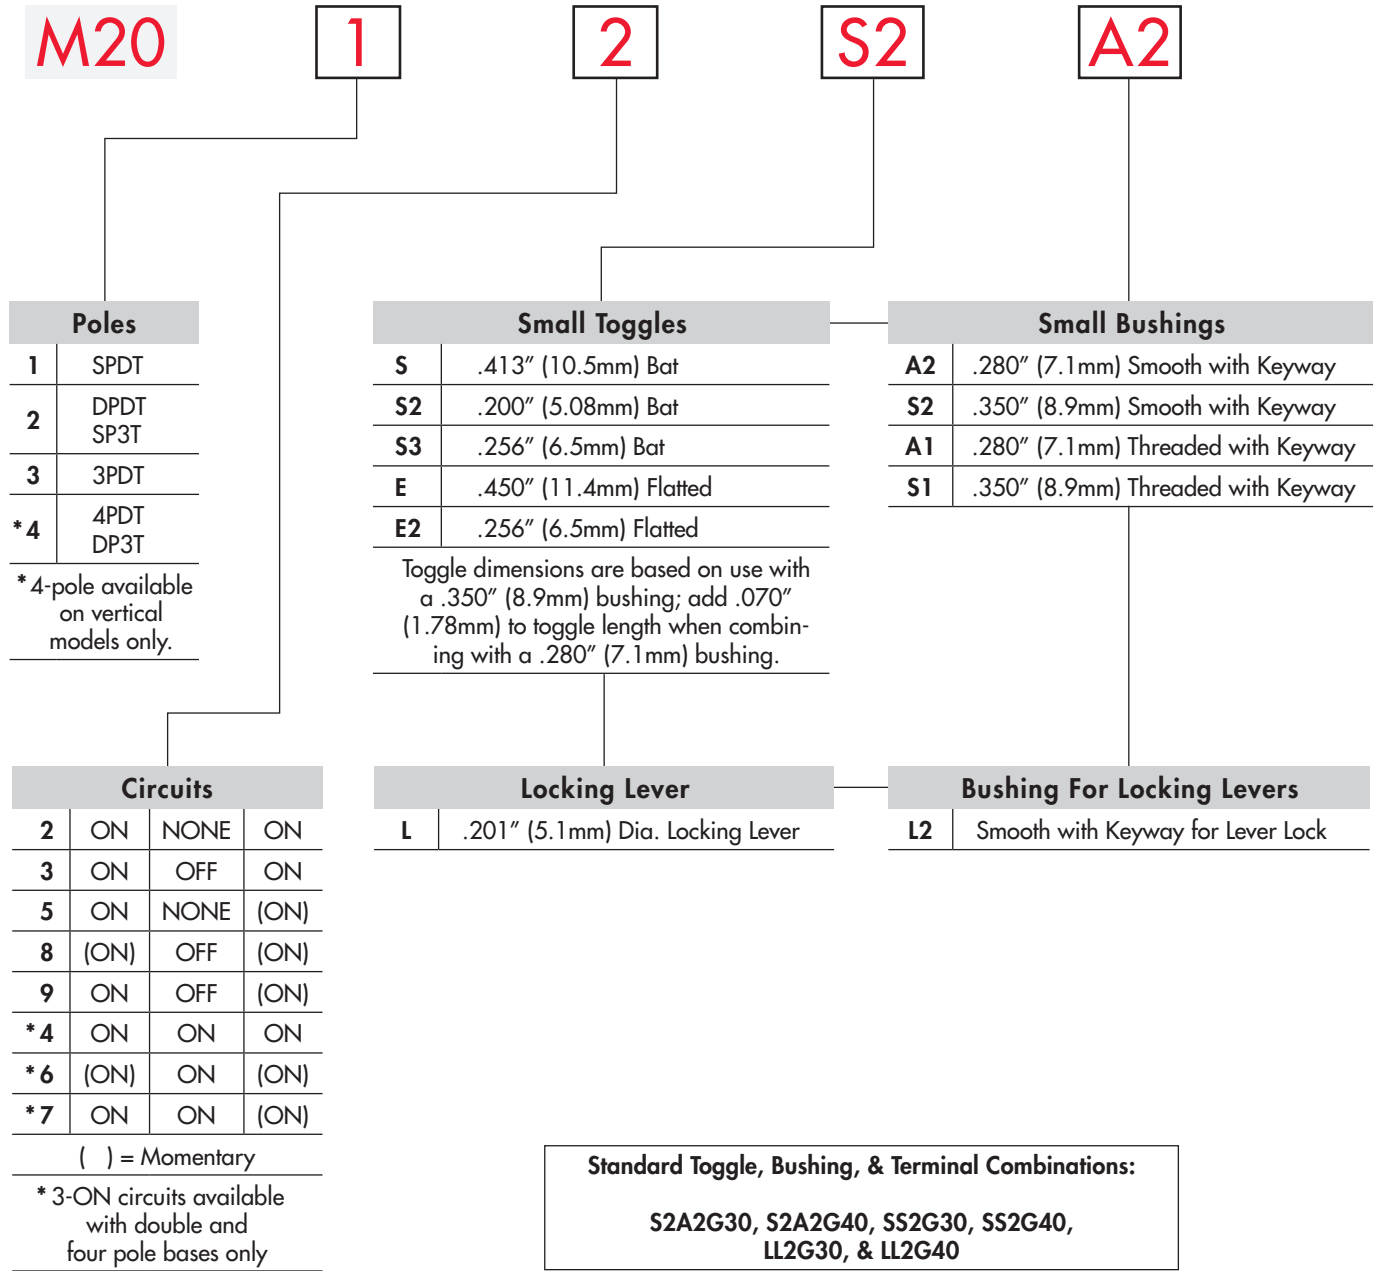 M20 1 2 S2 A2
Poles
1 SPDT
2 DPDT
SP3T
3 3PDT
*4 4PDT
DP3T
* 4-pole available
on vertical
models only.
Small Toggles
S .413" (10.5mm) Bat
S2 .200" (5.08mm) Bat
S3 .256" (6.5mm) Bat
E .450" (11.4mm) Flatted
E2 .256" (6.5mm) Flatted
Toggle dimensions are based on use with
a .350" (8.9mm) bushing; add .070"
(1.78mm) to toggle length when combin-
ing with a .280" (7.1mm) bushing.
Small Bushings
A2 .280" (7.1mm) Smooth with Keyway
S2 .350" (8.9mm) Smooth with Keyway
A1 .280" (7.1mm) Threaded with Keyway
S1 .350" (8.9mm) Threaded with Keyway
Circuits
2 ON NONE ON
3 ON OFF ON
5 ON NONE (ON)
8 (ON) OFF (ON)
9 ON OFF (ON)
*4 ON ON ON
*6 (ON) ON (ON)
*7 ON ON (ON)
( ) = Momentary
* 3-ON circuits available
with double and
four pole bases only
Locking Lever
L .201" (5.1mm) Dia. Locking Lever
Bushing For Locking Levers
L2 Smooth with Keyway for Lever Lock
Standard Toggle, Bushing, & Terminal Combinations:
S2A2G30, S2A2G40, SS2G30, SS2G40,
LL2G30, & LL2G40